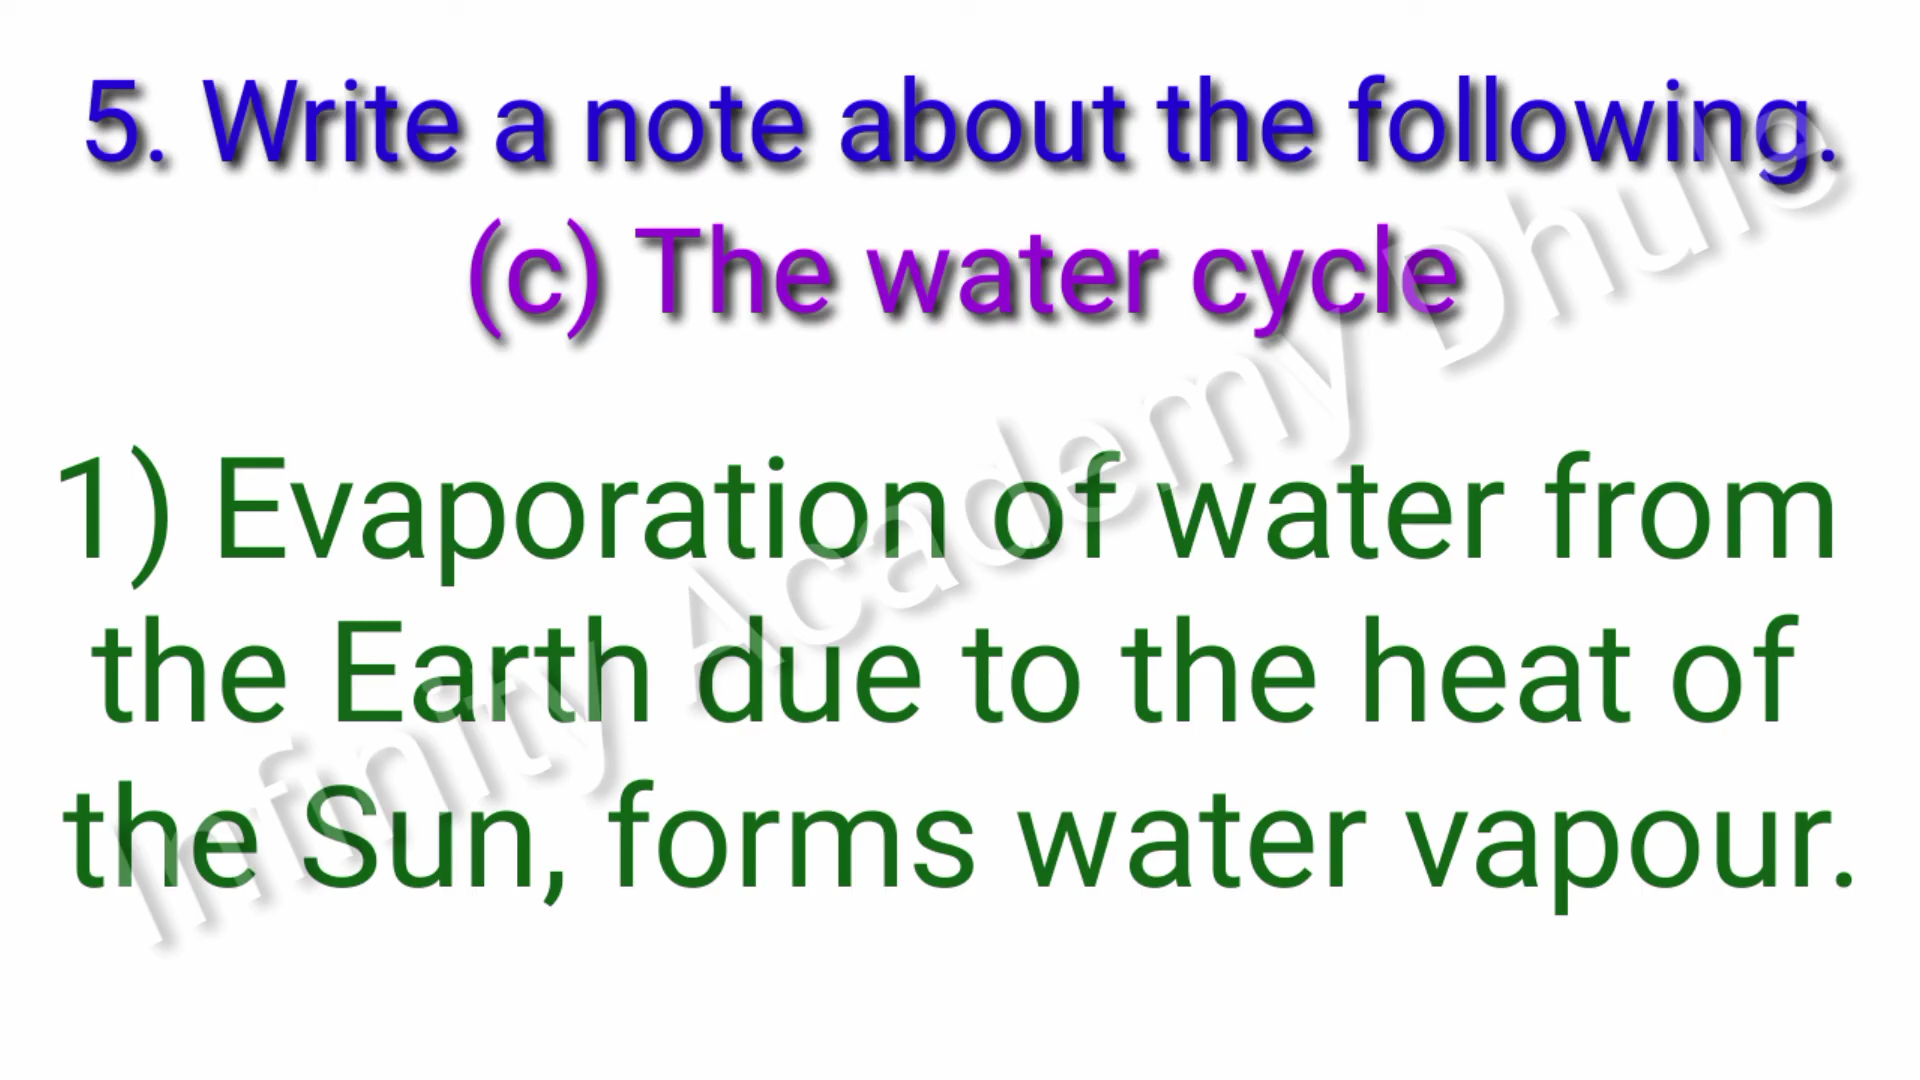 5. Write a note about the following.
(c) The water cycle
1) Evaporation of water from
the Earth due to the heat of
the Sun, forms water vapour.
Infinity Academy Dhule